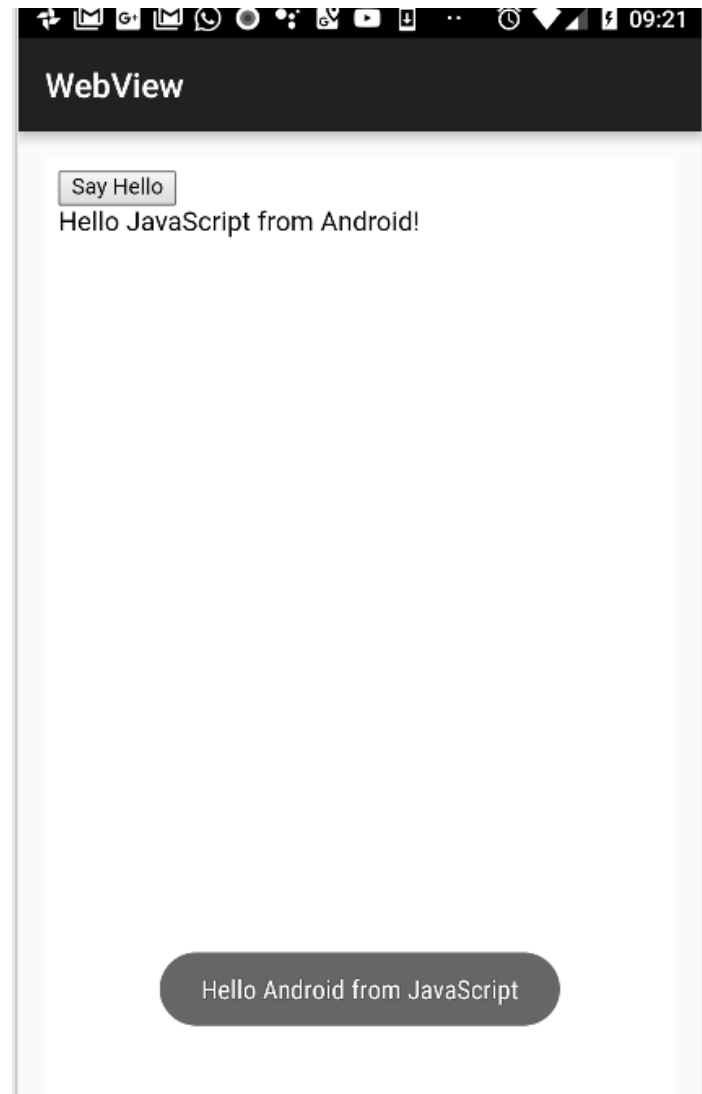 G+ G 09:21
WebView
Say Hello
Hello JavaScript from Android!
Hello Android from JavaScript